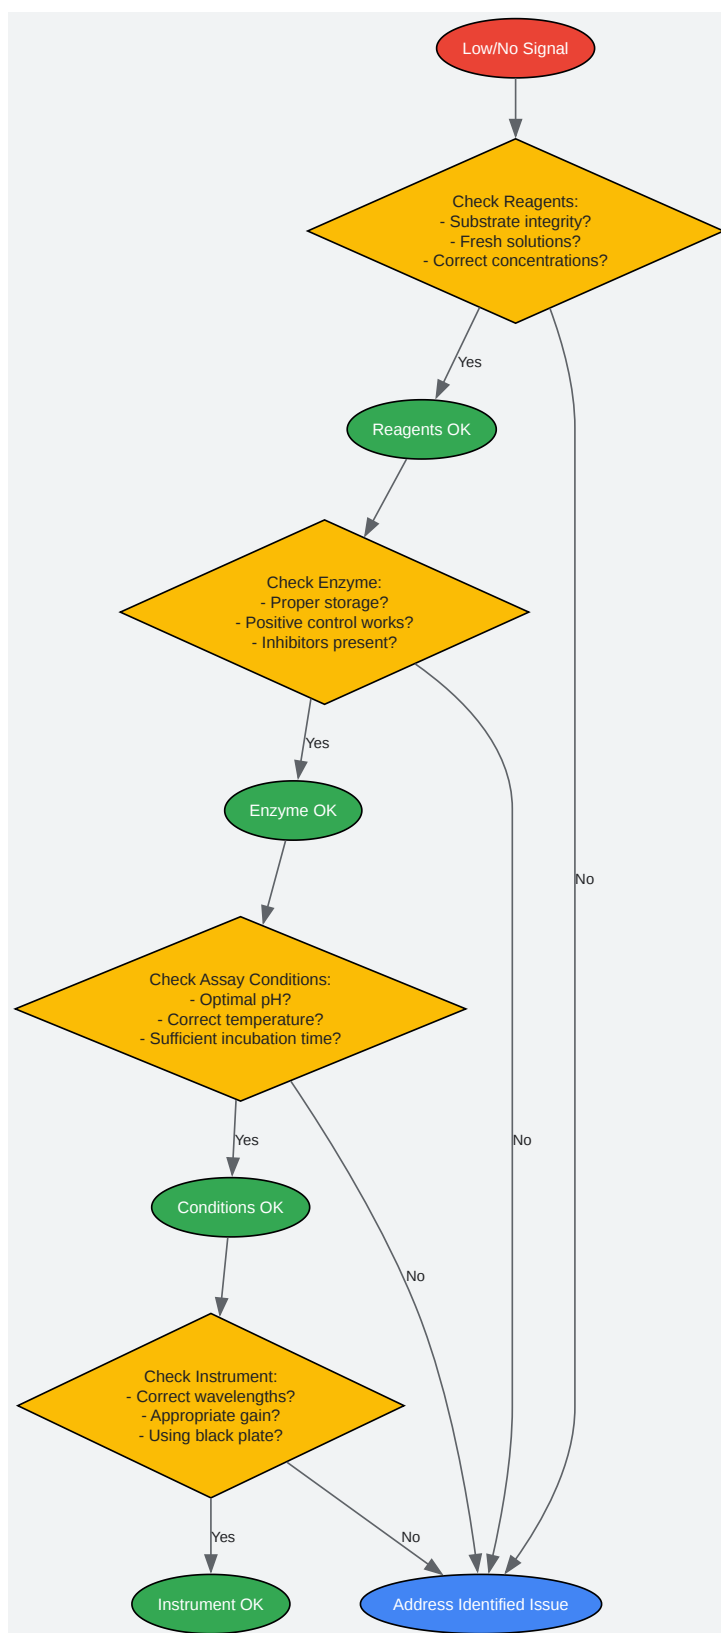 Low/No Signal
Check Reagents:
- Substrate integrity?
- Fresh solutions?
- Correct concentrations?
Yes
Reagents OK
Check Enzyme:
- Proper storage?
- Positive control works?
- Inhibitors present?
Yes
Enzyme OK
No
Check Assay Conditions:
- Optimal pH?
- Correct temperature?
- Sufficient incubation time?
Yes
No
Conditions OK
No
Check Instrument:
- Correct wavelengths?
- Appropriate gain?
- Using black plate?
Yes
No
Instrument OK
Address Identified Issue